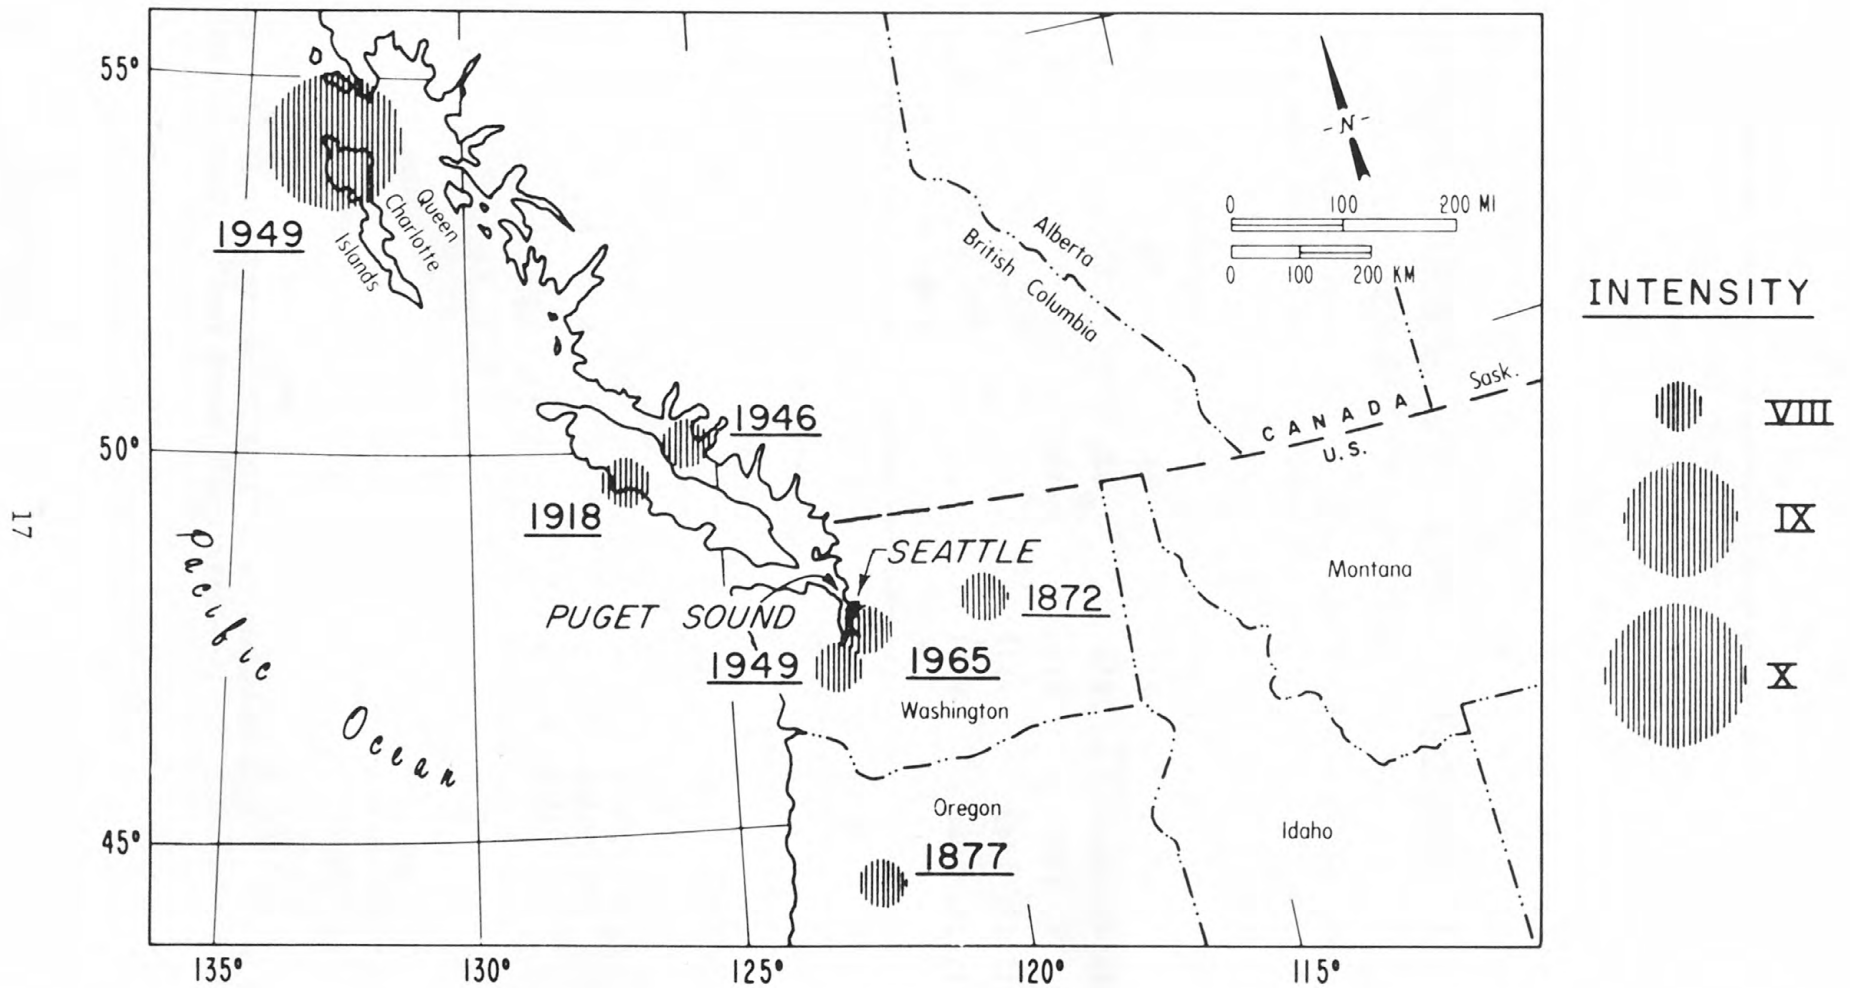 55°
50°
45°
135°
130°
125°
120°
115°
17
1949
Queen
Charlotte
Islands
Alberta
British Columbia
-N-
0 100 200 MI
0 100 200 KM
INTENSITY
VIII
IX
X
Sask.
CANADA
U.S.
1946
1918
SEATTLE
PUGET SOUND
1872
1949
1965
Washington
Montana
Pacific
Ocean
Oregon
1877
Idaho